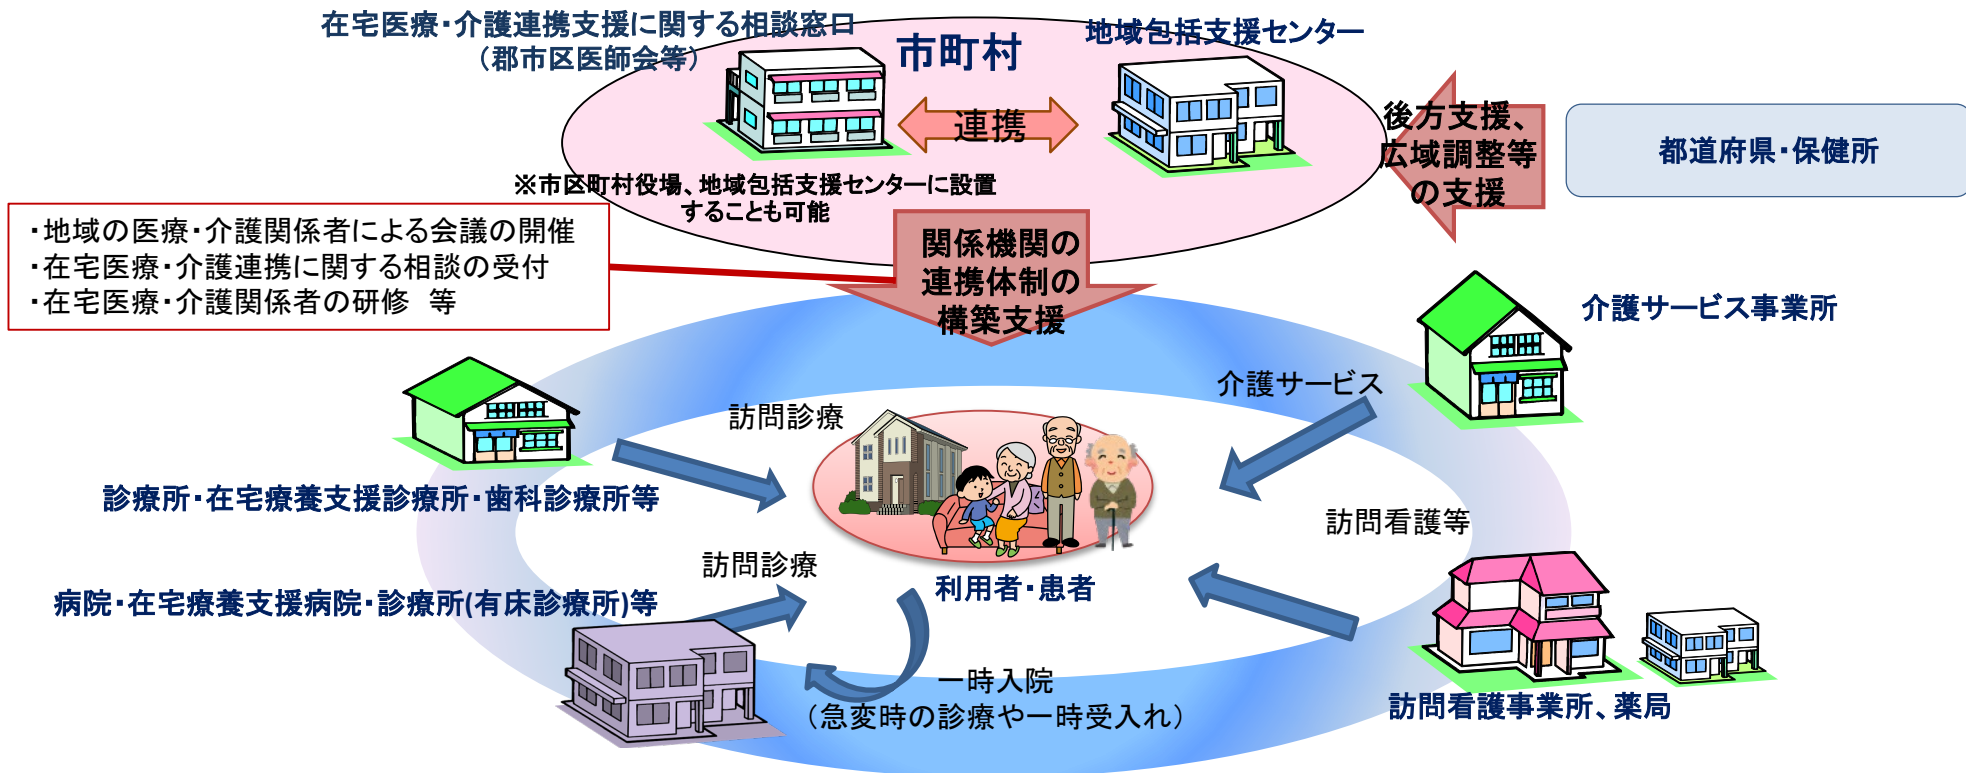 在宅医療・介護連携支援に関する相談窓口
（郡市区医師会等）
市町村
地域包括支援センター
連携
※市区町村役場、地域包括支援センターに設置
することも可能
後方支援、
広域調整等
の支援
都道府県・保健所
・地域の医療・介護関係者による会議の開催
・在宅医療・介護連携に関する相談の受付
・在宅医療・介護関係者の研修　等
関係機関の
連携体制の
構築支援
介護サービス事業所
介護サービス
訪問診療
診療所・在宅療養支援診療所・歯科診療所等
訪問看護等
訪問診療
利用者・患者
病院・在宅療養支援病院・診療所(有床診療所)等
一時入院
（急変時の診療や一時受入れ）
訪問看護事業所、薬局